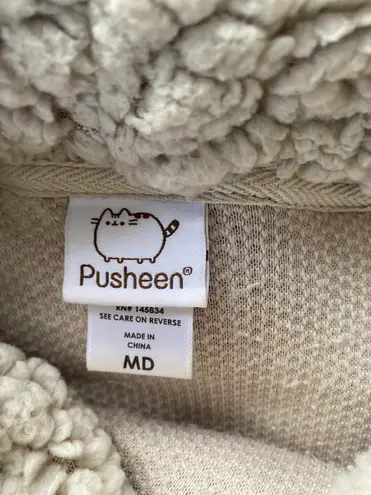 Pusheen®
RN# 145834
SEE CARE ON REVERSE
MADE IN
CHINA
MD